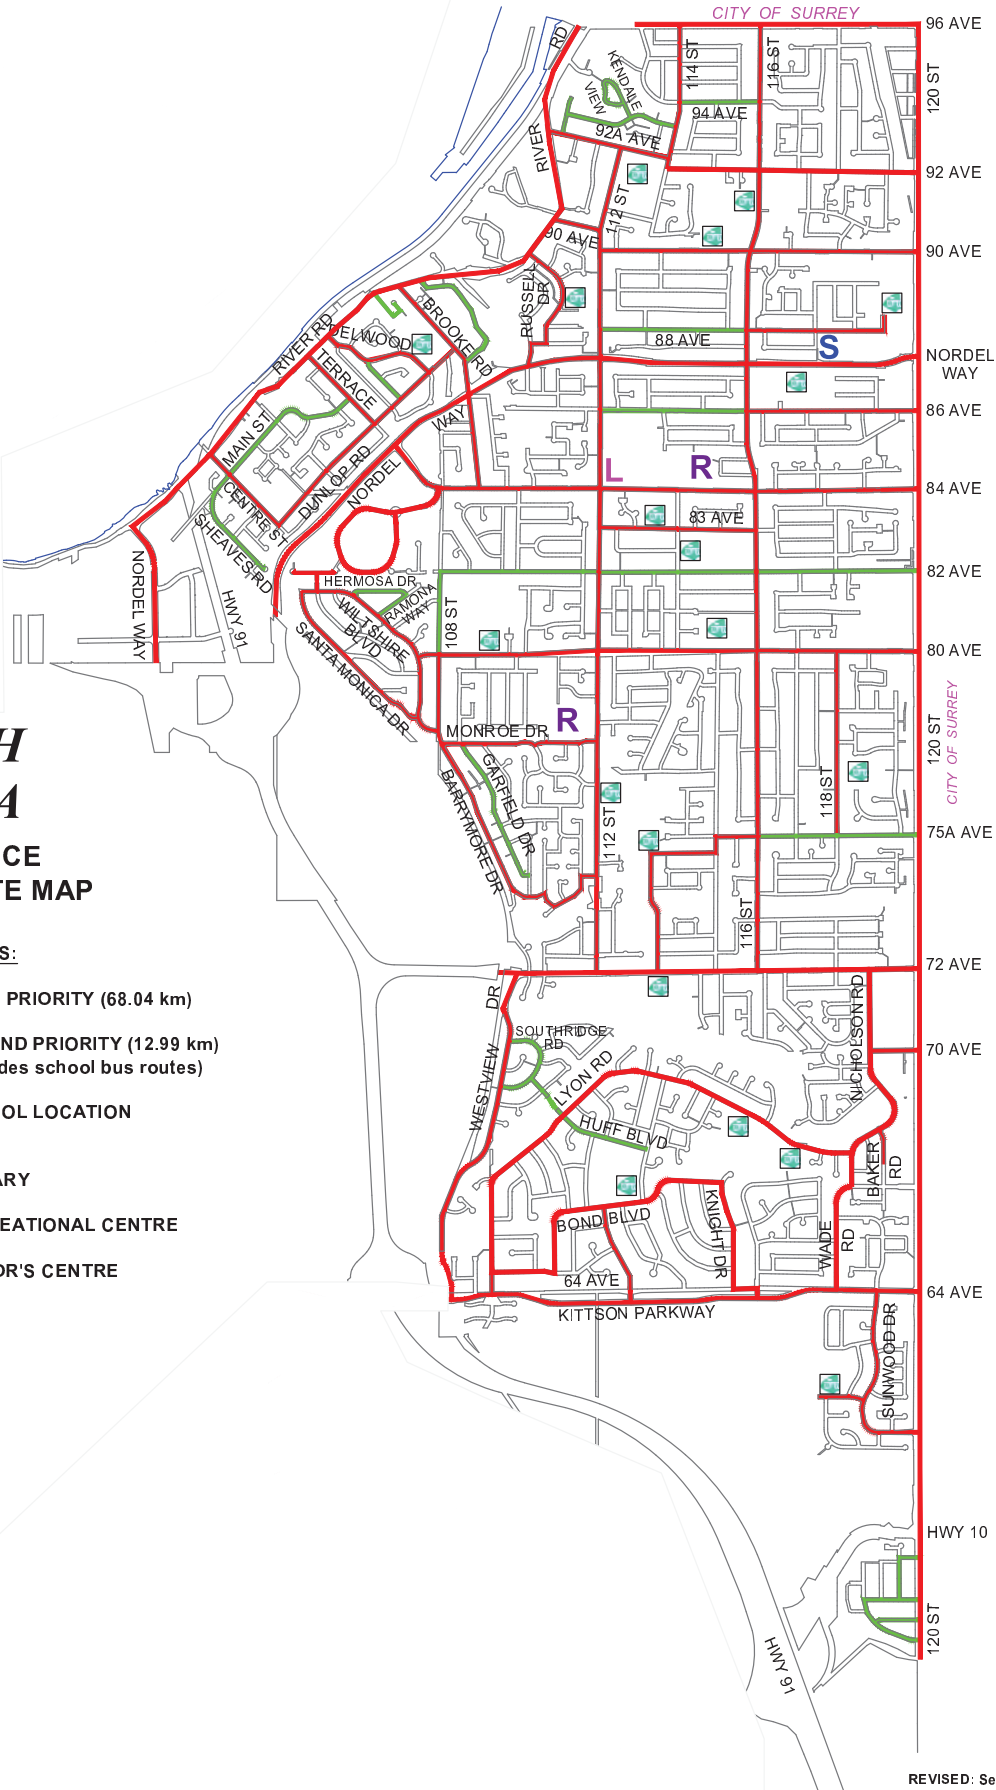 CITY OF SURREY
96 AVE
RD
114 ST
116 ST
120 ST
KENDALE
VIEW
94 AVE
92A AVE
RIVER
92 AVE
112 ST
90 AVE
90 AVE
RUSSELL
DR
BROOKE RD
RIVER RD
DELWOOD
88 AVE
S
NORDEL
WAY
TERRACE
86 AVE
WAY
MAIN ST
L
R
DUNLOP RD
NORDEL
84 AVE
CENTRE ST
83 AVE
SHEAVES RD
NORDEL WAY
HERMOSA DR
82 AVE
HWY 91
RAMONA
WAY
108 ST
WILTSHIRE
BLVD
SANTA MONICA DR
80 AVE
R
MONROE DR
CITY OF SURREY
120 ST
H
GARFIELD DR
BARRYMORE DR
118 ST
A
112 ST
75A AVE
CE
TE MAP
116 ST
S:
72 AVE
PRIORITY (68.04 km)
DR
NICHOLSON RD
SOUTHRIDGE
RD
ND PRIORITY (12.99 km)
des school bus routes)
70 AVE
WESTVIEW
LYON RD
OL LOCATION
HUFF BLVD
BAKER
RD
ARY
KNIGHT DR
BOND BLVD
WADE
RD
EATIONAL CENTRE
OR'S CENTRE
64 AVE
64 AVE
KITTSON PARKWAY
SUNWOOD DR
HWY 10
120 ST
HWY 91
REVISED: Se